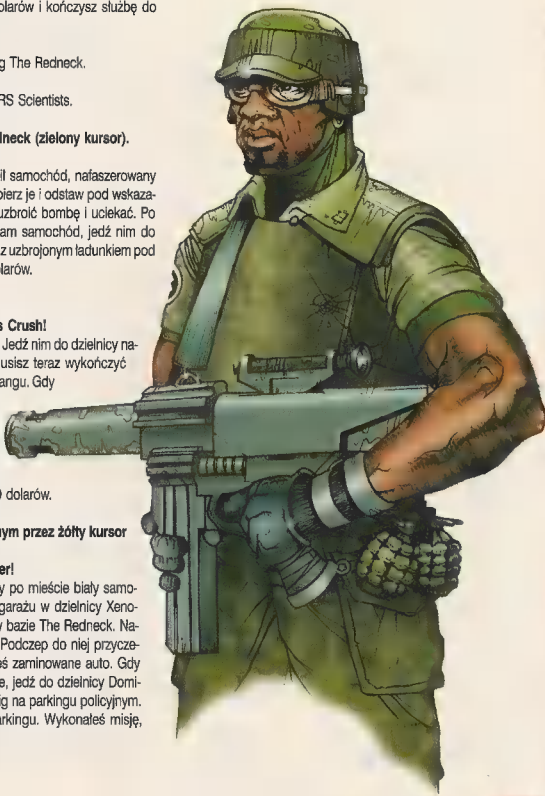 olarów i kończysz służbę do
g The Redneck.
RS Scientists.
dneck (zielony kursor).
ił samochód, nafaszerowany
bierz je i odstaw pod wskaza-
uzbroić bombę i uciekać. Po
am samochód, jedź nim do
z uzbrojonym ładunkiem pod
olarów.
s Crush!
Jedź nim do dzielnicy na-
usisz teraz wykończyć
angu. Gdy
) dolarów.
nym przez żółty kursor
er!
y po mieście biały samo-
garażu w dzielnicy Xeno-
v bazie The Redneck. Na-
Podczep do niej przycze-
eś zaminowane auto. Gdy
e, jedź do dzielnicy Domi-
ig na parkingu policyjnym.
arkingu. Wykonałeś misję,